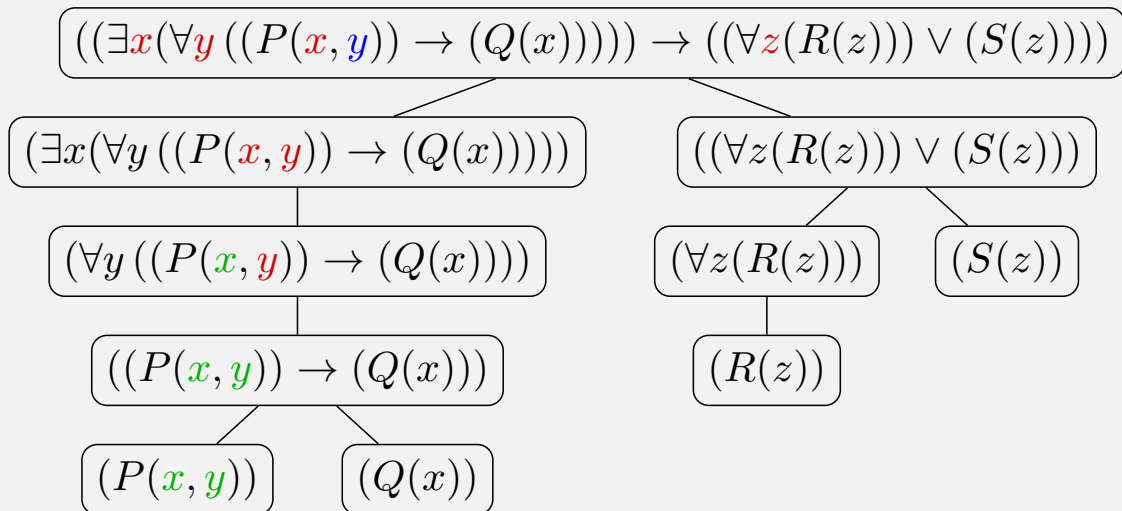 ((∃x(∀y ((P(x, y)) → (Q(x))))) → ((∀z(R(z))) ∨ (S(z))))
(∃x(∀y ((P(x, y)) → (Q(x)))))
((∀z(R(z))) ∨ (S(z)))
(∀y ((P(x, y)) → (Q(x))))
(∀z(R(z)))
(S(z))
((P(x, y)) → (Q(x)))
(R(z))
(P(x, y))
(Q(x))